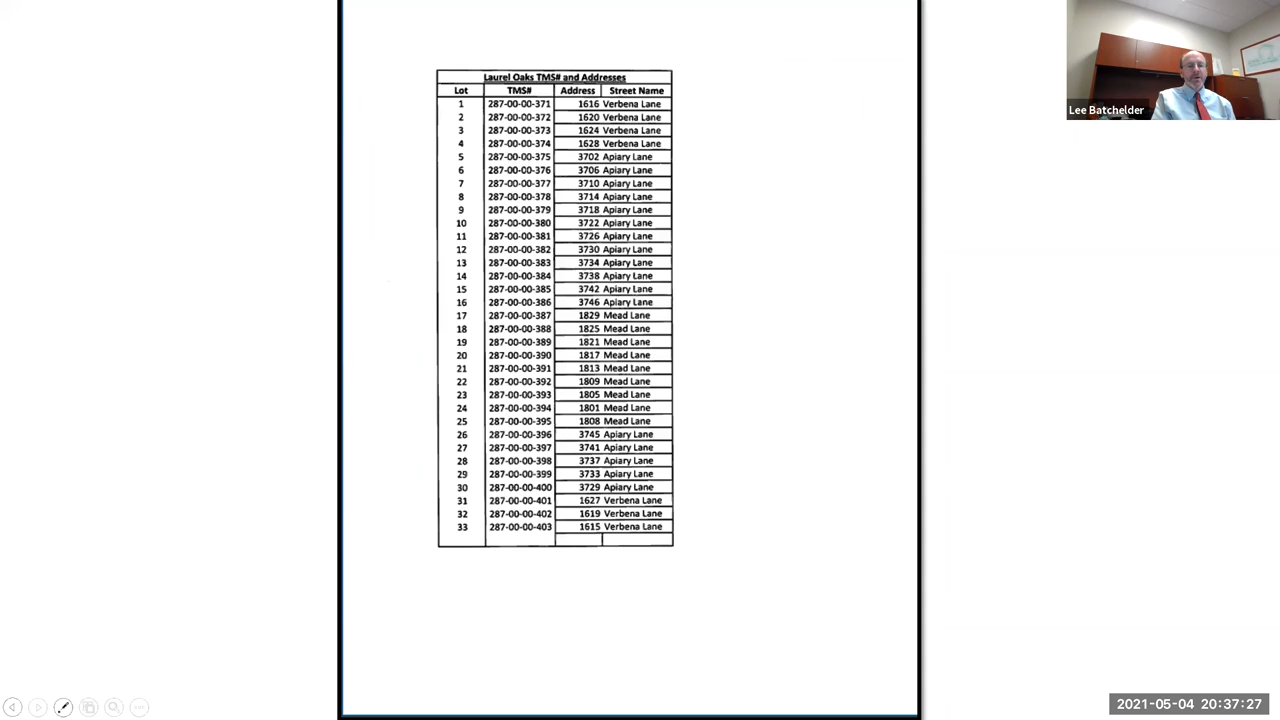 Laurel Oaks TMS# and Addresses
Lot TMS# Address Street Name
1 287-00-00-371 1616 Verbena Lane
2 287-00-00-372 1620 Verbena Lane
3 287-00-00-373 1624 Verbena Lane
4 287-00-00-374 1628 Verbena Lane
5 287-00-00-375 3702 Apiary Lane
6 287-00-00-376 3706 Apiary Lane
7 287-00-00-377 3710 Apiary Lane
8 287-00-00-378 3714 Apiary Lane
9 287-00-00-379 3718 Apiary Lane
10 287-00-00-380 3722 Apiary Lane
11 287-00-00-381 3726 Apiary Lane
12 287-00-00-382 3730 Apiary Lane
13 287-00-00-383 3734 Apiary Lane
14 287-00-00-384 3738 Apiary Lane
15 287-00-00-385 3742 Apiary Lane
16 287-00-00-386 3746 Apiary Lane
17 287-00-00-387 1829 Mead Lane
18 287-00-00-388 1825 Mead Lane
19 287-00-00-389 1821 Mead Lane
20 287-00-00-390 1817 Mead Lane
21 287-00-00-391 1813 Mead Lane
22 287-00-00-392 1809 Mead Lane
23 287-00-00-393 1805 Mead Lane
24 287-00-00-394 1801 Mead Lane
25 287-00-00-395 1808 Mead Lane
26 287-00-00-396 3745 Apiary Lane
27 287-00-00-397 3741 Apiary Lane
28 287-00-00-398 3737 Apiary Lane
29 287-00-00-399 3733 Apiary Lane
30 287-00-00-400 3729 Apiary Lane
31 287-00-00-401 1627 Verbena Lane
32 287-00-00-402 1619 Verbena Lane
33 287-00-00-403 1615 Verbena Lane
Lee Batchelder
2021-05-04 20:37:27